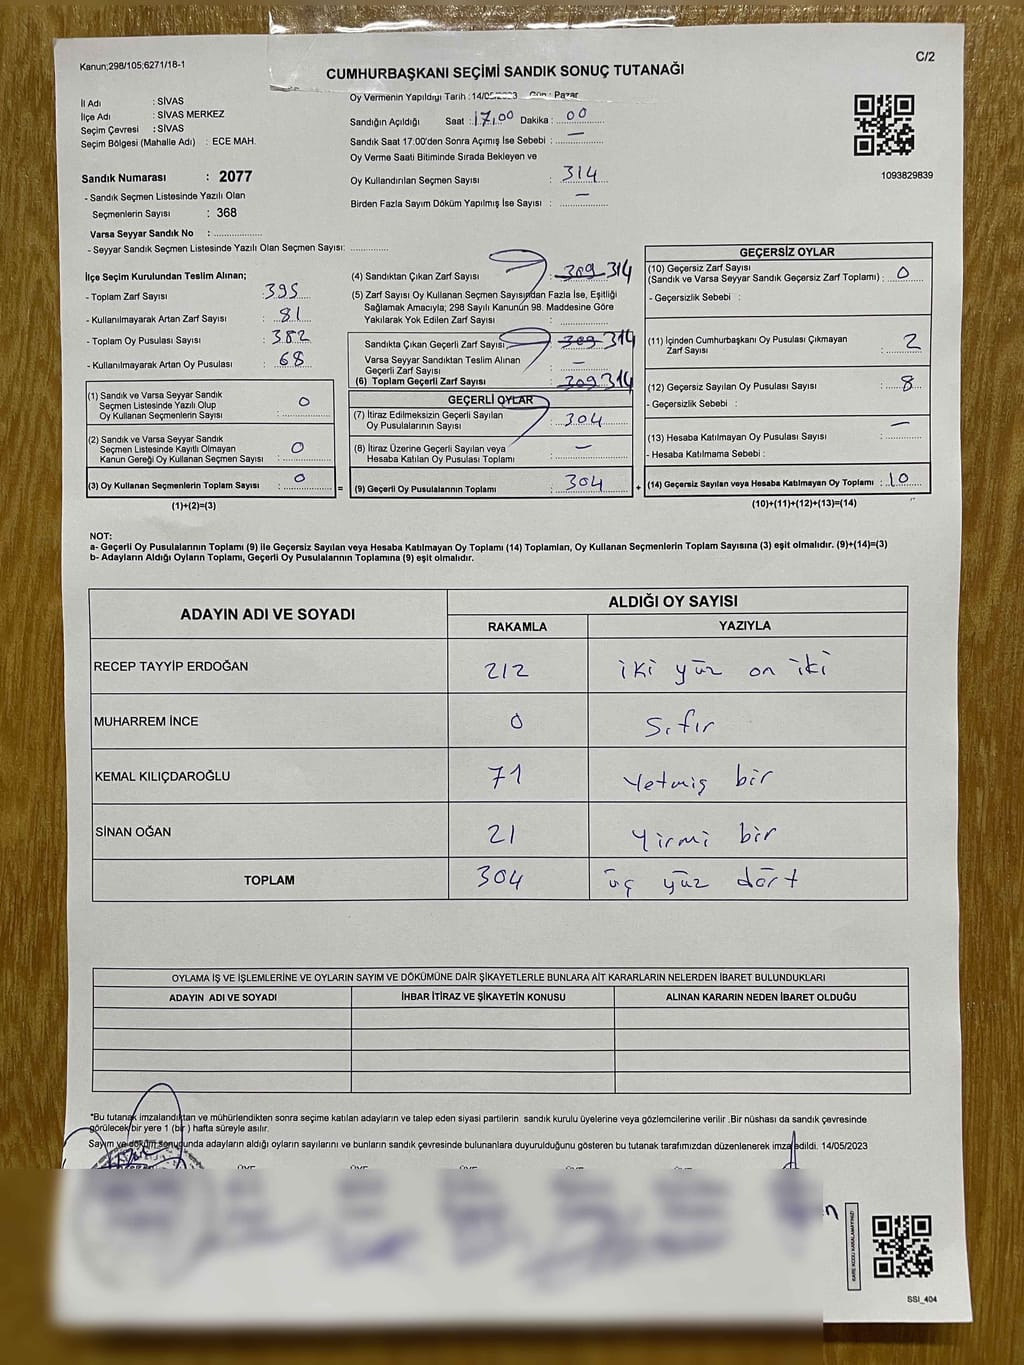 Kanun;298/105;6271/18-1
C/2
CUMHURBAŞKANI SEÇİMİ SANDIK SONUÇ TUTANAĞI
İl Adı : SİVAS
İlçe Adı : SİVAS MERKEZ
Seçim Çevresi : SİVAS
Seçim Bölgesi (Mahalle Adı) : ECE MAH.
Sandık Numarası : 2077
- Sandık Seçmen Listesinde Yazılı Olan
Seçmenlerin Sayısı : 368
Varsa Seyyar Sandık No :
- Seyyar Sandık Seçmen Listesinde Yazılı Olan Seçmen Sayısı:
Oy Vermenin Yapıldığı Tarih : 14/05/2023 Gün : Pazar
Sandığın Açıldığı Saat : 17,00 Dakika : 00
Sandık Saat 17:00'den Sonra Açımış İse Sebebi : —
Oy Verme Saati Bitiminde Sırada Bekleyen ve
Oy Kullandırılan Seçmen Sayısı : 314
Birden Fazla Sayım Döküm Yapılmış İse Sayısı : —
1093829839
İlçe Seçim Kurulundan Teslim Alınan;
- Toplam Zarf Sayısı : 395
- Kullanılmayarak Artan Zarf Sayısı : 81
- Toplam Oy Pusulası Sayısı : 382
- Kullanılmayarak Artan Oy Pusulası : 68
(1) Sandık ve Varsa Seyyar Sandık
Seçmen Listesinde Yazılı Olup
Oy Kullanan Seçmenlerin Sayısı : 0
(2) Sandık ve Varsa Seyyar Sandık
Seçmen Listesinde Kayıtlı Olmayan
Kanun Gereği Oy Kullanan Seçmen Sayısı : 0
(3) Oy Kullanan Seçmenlerin Toplam Sayısı : 0
(1)+(2)=(3)
=
(4) Sandıktan Çıkan Zarf Sayısı : 309 314
(5) Zarf Sayısı Oy Kullanan Seçmen Sayısından Fazla İse, Eşitliği
Sağlamak Amacıyla; 298 Sayılı Kanunun 98. Maddesine Göre
Yakılarak Yok Edilen Zarf Sayısı :
Sandıkta Çıkan Geçerli Zarf Sayısı : 309 314
Varsa Seyyar Sandıktan Teslim Alınan
Geçerli Zarf Sayısı : —
(6) Toplam Geçerli Zarf Sayısı 309 314
GEÇERLİ OYLAR
(7) İtiraz Edilmeksizin Geçerli Sayılan
Oy Pusulalarının Sayısı : 304
(8) İtiraz Üzerine Geçerli Sayılan veya
Hesaba Katılan Oy Pusulası Toplamı : —
(9) Geçerli Oy Pusulalarının Toplamı : 304
+
GEÇERSİZ OYLAR
(10) Geçersiz Zarf Sayısı
(Sandık ve Varsa Seyyar Sandık Geçersiz Zarf Toplamı) : 0
- Geçersizlik Sebebi :
(11) İçinden Cumhurbaşkanı Oy Pusulası Çıkmayan
Zarf Sayısı : 2
(12) Geçersiz Sayılan Oy Pusulası Sayısı : 8
- Geçersizlik Sebebi :
(13) Hesaba Katılmayan Oy Pusulası Sayısı : —
- Hesaba Katılmama Sebebi :
(14) Geçersiz Sayılan veya Hesaba Katılmayan Oy Toplamı : 10
(10)+(11)+(12)+(13)=(14)
NOT:
a- Geçerli Oy Pusulalarının Toplamı (9) ile Geçersiz Sayılan veya Hesaba Katılmayan Oy Toplamı (14) Toplamları, Oy Kullanan Seçmenlerin Toplam Sayısına (3) eşit olmalıdır. (9)+(14)=(3)
b- Adayların Aldığı Oyların Toplamı, Geçerli Oy Pusulalarının Toplamına (9) eşit olmalıdır.
ADAYIN ADI VE SOYADI ALDIĞI OY SAYISI
RAKAMLA YAZIYLA
RECEP TAYYİP ERDOĞAN 212 iki yüz on iki
MUHARREM İNCE 0 Sıfır
KEMAL KILIÇDAROĞLU 71 Yetmiş bir
SİNAN OĞAN 21 Yirmi bir
TOPLAM 304 üç yüz dört
OYLAMA İŞ VE İŞLEMLERİNE VE OYLARIN SAYIM VE DÖKÜMÜNE DAİR ŞİKAYETLERLE BUNLARA AİT KARARLARIN NELERDEN İBARET BULUNDUKLARI
ADAYIN ADI VE SOYADI İHBAR İTİRAZ VE ŞİKAYETİN KONUSU ALINAN KARARIN NEDEN İBARET OLDUĞU
*Bu tutanak imzalandıktan ve mühürlendikten sonra seçime katılan adayların ve talep eden siyasi partilerin sandık kurulu üyelerine veya gözlemcilerine verilir .Bir nüshası da sandık çevresinde
görülecek bir yere 1 (bir ) hafta süreyle asılır.
Sayım ve döküm sonucunda adayların aldığı oyların sayılarını ve bunların sandık çevresinde bulunanlara duyurulduğunu gösteren bu tutanak tarafımızdan düzenlenerek imza edildi. 14/05/2023
KARE KODU KARALAMAYINIZ!
SSI_404